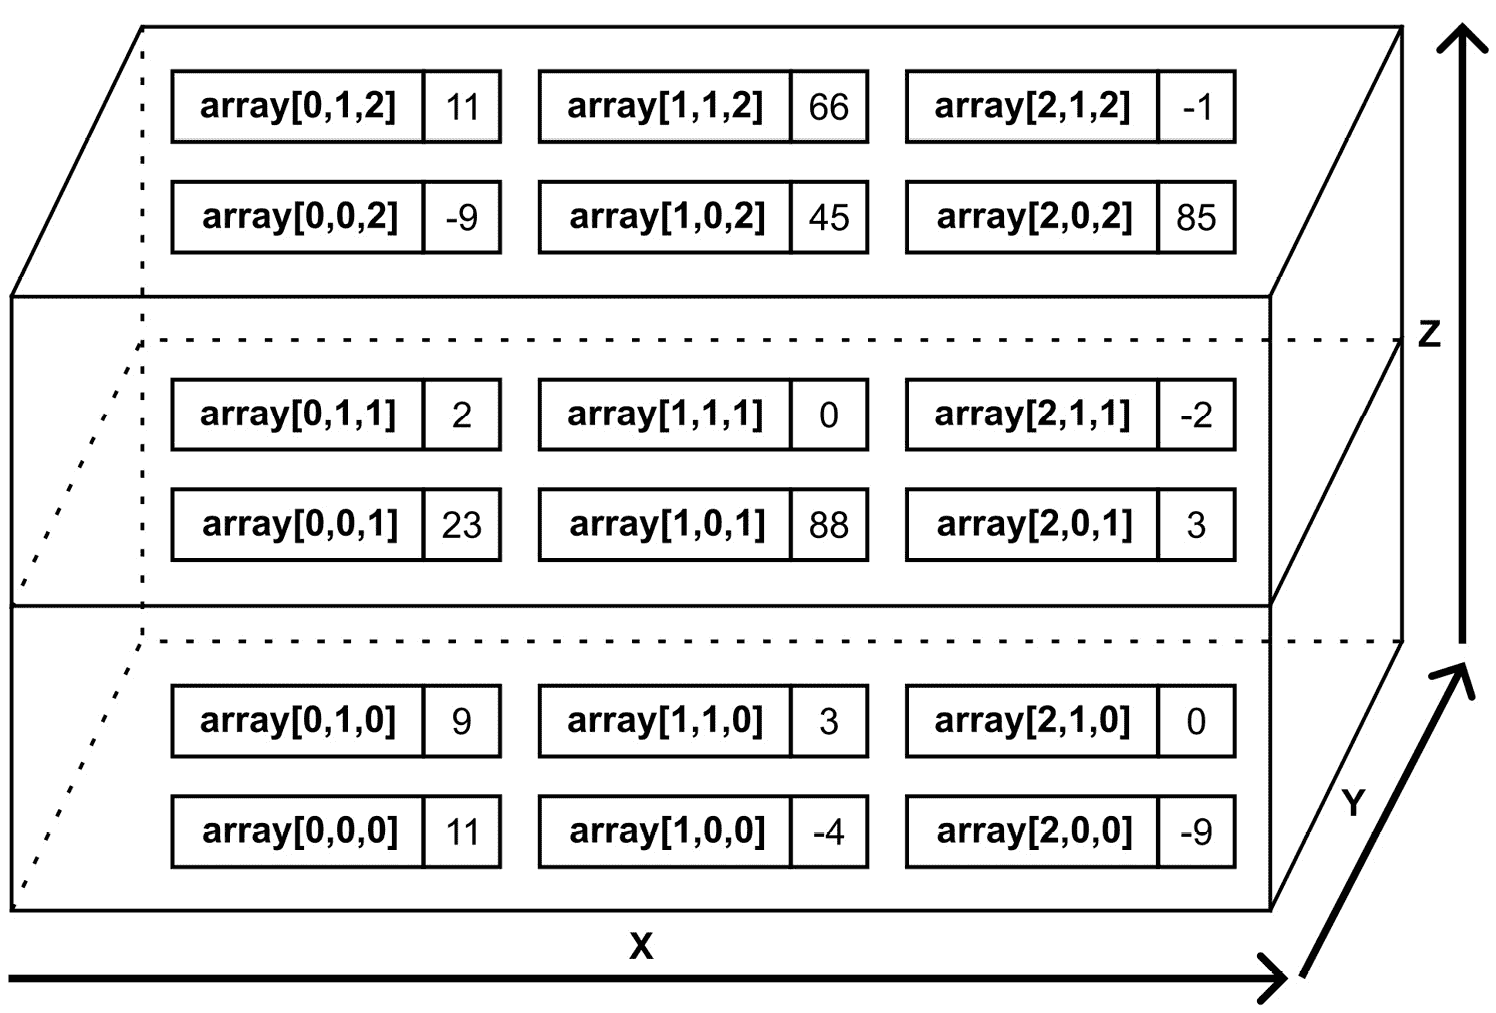 array[0,1,2] 11 array[1,1,2] 66 array[2,1,2] -1
array[0,0,2] -9 array[1,0,2] 45 array[2,0,2] 85
Z
array[0,1,1] 2 array[1,1,1] 0 array[2,1,1] -2
array[0,0,1] 23 array[1,0,1] 88 array[2,0,1] 3
array[0,1,0] 9 array[1,1,0] 3 array[2,1,0] 0
Y
array[0,0,0] 11 array[1,0,0] -4 array[2,0,0] -9
X